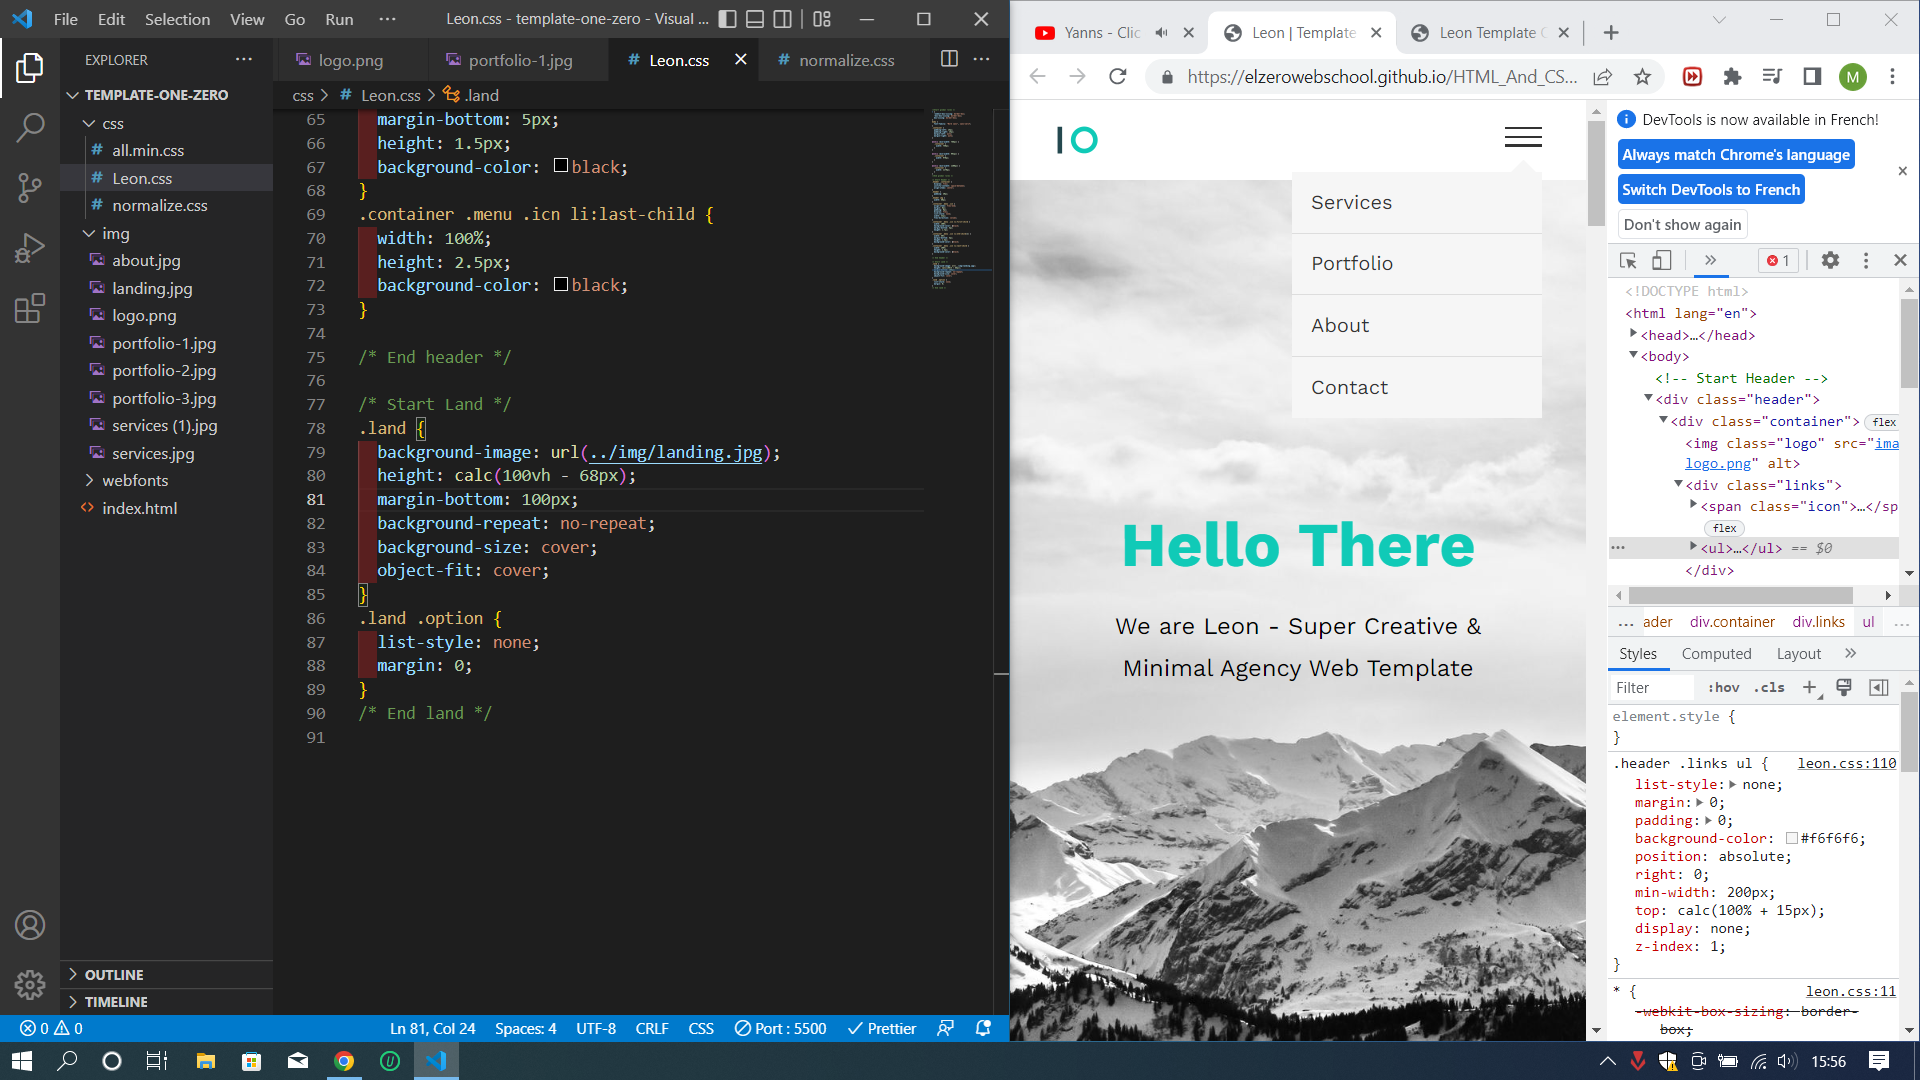 File Edit Selection View Go Run ··· Leon.css - template-one-zero - Visual ...
EXPLORER ···
TEMPLATE-ONE-ZERO
css
all.min.css
Leon.css
normalize.css
img
about.jpg
landing.jpg
logo.png
portfolio-1.jpg
portfolio-2.jpg
portfolio-3.jpg
services (1).jpg
services.jpg
webfonts
index.html
OUTLINE
TIMELINE
logo.png portfolio-1.jpg # Leon.css # normalize.css
css > # Leon.css > .land
65 margin-bottom: 5px;
66 height: 1.5px;
67 background-color: black;
68 }
69 .container .menu .icn li:last-child {
70 width: 100%;
71 height: 2.5px;
72 background-color: black;
73 }
74
75 /* End header */
76
77 /* Start Land */
78 .land {
79 background-image: url(../img/landing.jpg);
80 height: calc(100vh - 68px);
81 margin-bottom: 100px;
82 background-repeat: no-repeat;
83 background-size: cover;
84 object-fit: cover;
85 }
86 .land .option {
87 list-style: none;
88 margin: 0;
89 }
90 /* End land */
91
0 0 Ln 81, Col 24 Spaces: 4 UTF-8 CRLF CSS Port : 5500 Prettier
Yanns - Clic Leon | Template Leon Template
https://elzerowebschool.github.io/HTML_And_CS... M
IO
Services
Portfolio
About
Contact
Hello There
We are Leon - Super Creative &
Minimal Agency Web Template
DevTools is now available in French!
Always match Chrome's language
Switch DevTools to French
Don't show again
1
<!DOCTYPE html>
<html lang="en">
<head>…</head>
<body>
<!-- Start Header -->
<div class="header">
<div class="container"> flex
<img class="logo" src="ima
logo.png" alt>
<div class="links">
<span class="icon">…</sp
flex
··· <ul>…</ul> == $0
</div>
... ader div.container div.links ul ...
Styles Computed Layout
Filter :hov .cls
element.style {
}
.header .links ul { leon.css:110
list-style: none;
margin: 0;
padding: 0;
background-color: #f6f6f6;
position: absolute;
right: 0;
min-width: 200px;
top: calc(100% + 15px);
display: none;
z-index: 1;
}
* { leon.css:11
-webkit-box-sizing: border-
box;
15:56